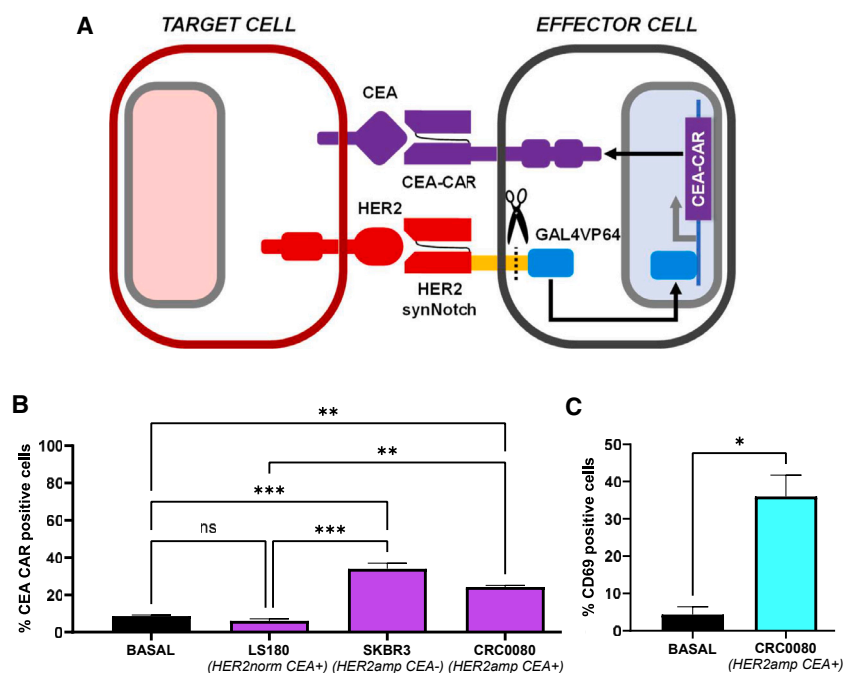 A
TARGET CELL
EFFECTOR CELL
CEA
CEA-CAR
CEA-CAR
HER2
GAL4VP64
HER2
synNotch
B
C
**
**
***
ns
***
% CEA CAR positive cells
100
80
60
40
20
0
BASAL
LS180
(HER2norm CEA+)
SKBR3
(HER2amp CEA-)
CRC0080
(HER2amp CEA+)
*
% CD69 positive cells
50
40
30
20
10
0
BASAL
CRC0080
(HER2amp CEA+)